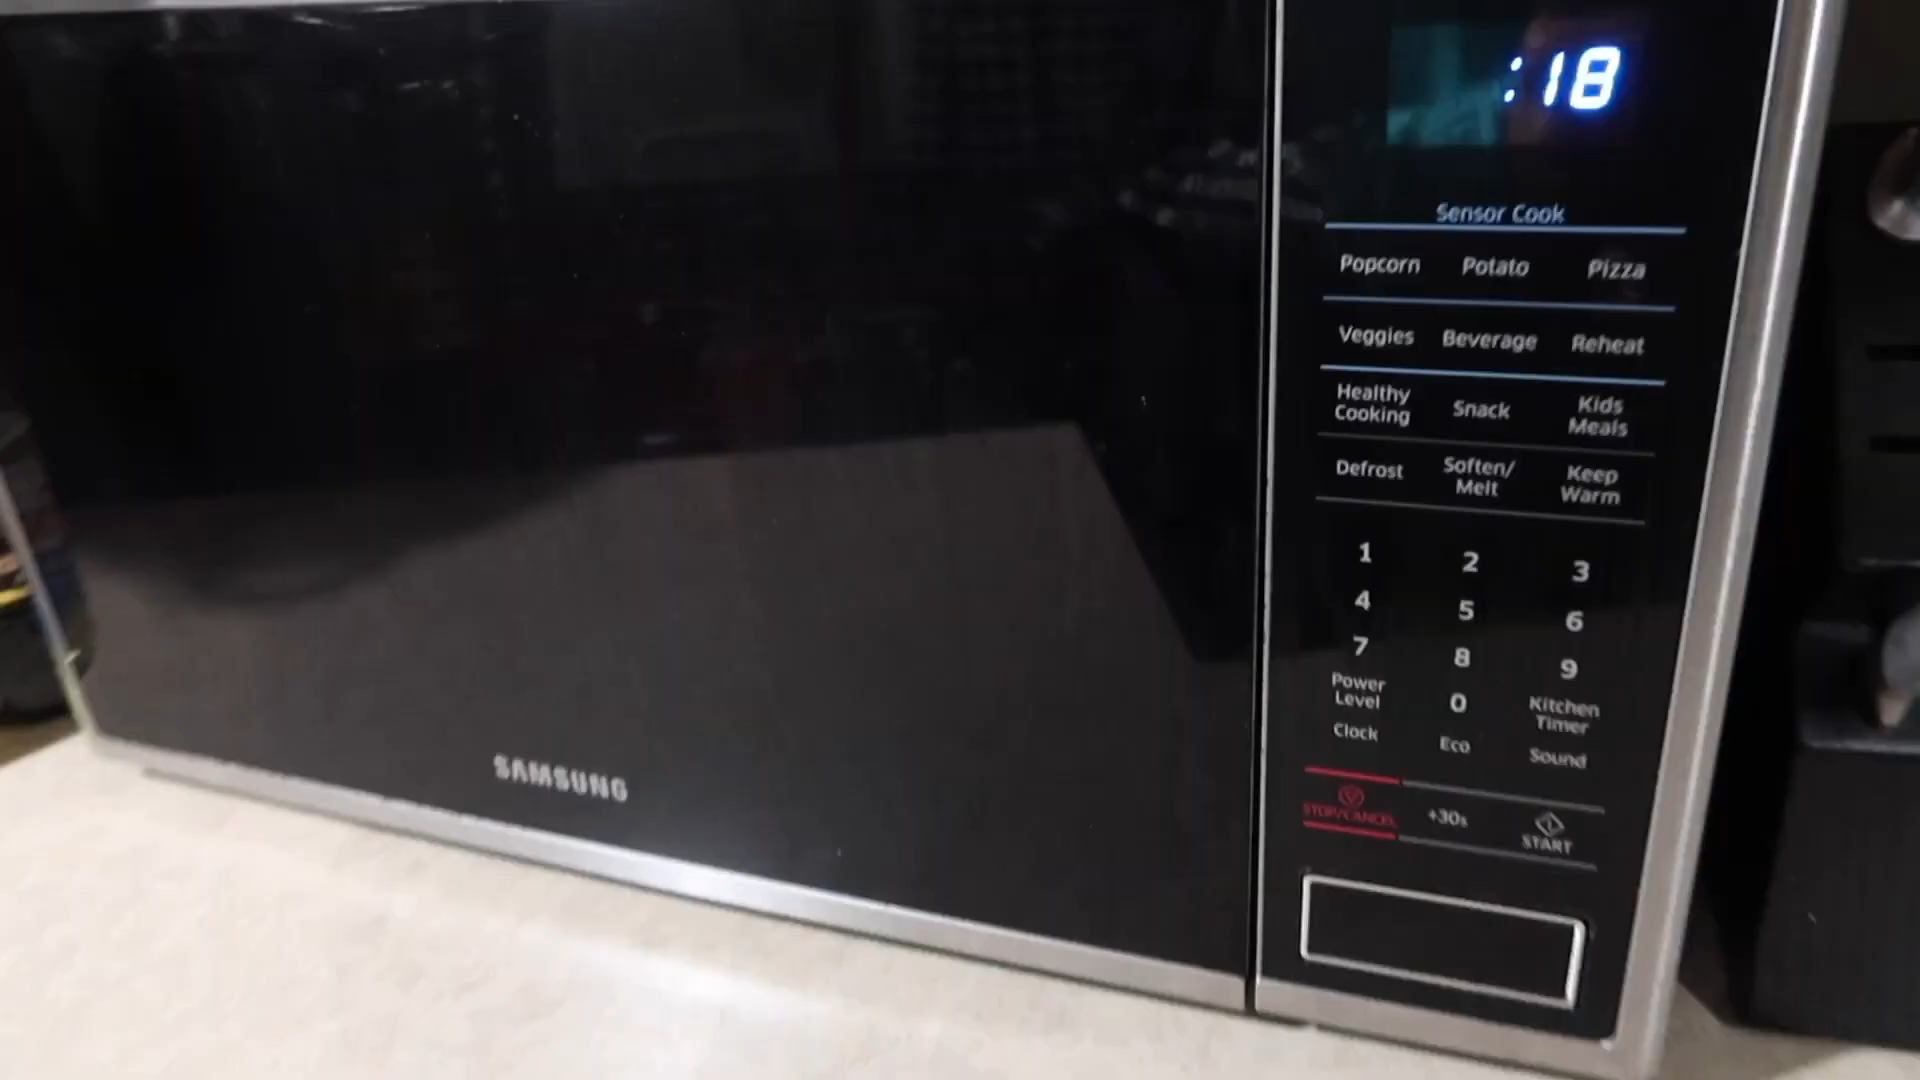 :18
Sensor Cook
Popcorn Potato Pizza
Veggies Beverage Reheat
Healthy Cooking Snack Kids Meals
Defrost Soften/ Melt Keep Warm
1 2 3
4 5 6
7 8 9
Power Level 0 Kitchen Timer
Clock Eco Sound
STOP/CANCEL +30s START
SAMSUNG